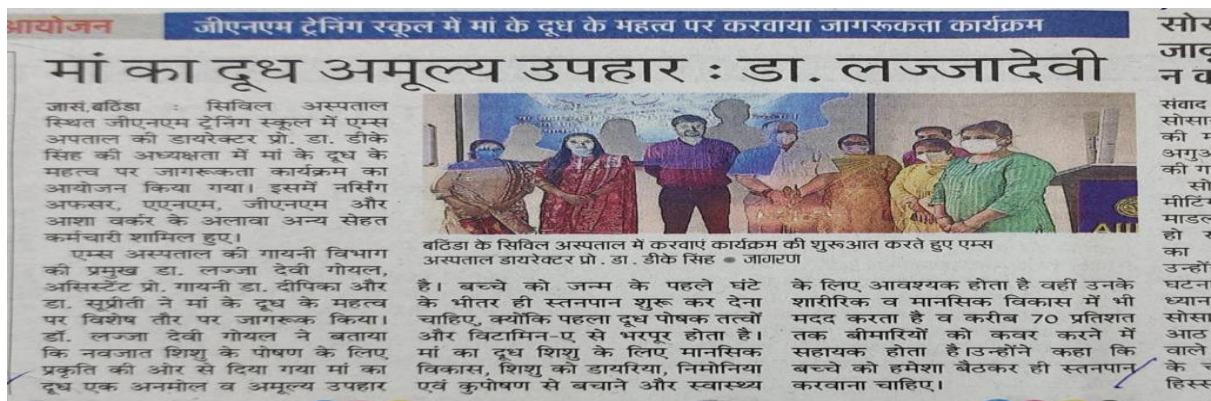 आयोजन
जीएनएम ट्रेनिंग स्कूल में मां के दूध के महत्व पर करवाया जागरूकता कार्यक्रम
मां का दूध अमूल्य उपहार : डा. लज्जादेवी
जासं,बठिंडा : सिविल अस्पताल
स्थित जीएनएम ट्रेनिंग स्कूल में एम्स
अपताल की डायरेक्टर प्रो. डा. डीके
सिंह की अध्यक्षता में मां के दूध के
महत्व पर जागरूकता कार्यक्रम का
आयोजन किया गया। इसमें नर्सिंग
अफसर, एएनएम, जीएनएम और
आशा वर्कर के अलावा अन्य सेहत
कर्मचारी शामिल हुए।
एम्स अस्पताल की गायनी विभाग
की प्रमुख डा. लज्जा देवी गोयल,
असिस्टेंट प्रो. गायनी डा. दीपिका और
डा. सुप्रीती ने मां के दूध के महत्व
पर विशेष तौर पर जागरूक किया।
डॉ. लज्जा देवी गोयल ने बताया
कि नवजात शिशु के पोषण के लिए
प्रकृति की ओर से दिया गया मां का
दूध एक अनमोल व अमूल्य उपहार
बठिंडा के सिविल अस्पताल में करवाएं कार्यक्रम की शुरूआत करते हुए एम्स
अस्पताल डायरेक्टर प्रो. डा. डीके सिंह ● जागरण
है। बच्चे को जन्म के पहले घंटे
के भीतर ही स्तनपान शुरू कर देना
चाहिए, क्योंकि पहला दूध पोषक तत्वों
और विटामिन-ए से भरपूर होता है।
मां का दूध शिशु के लिए मानसिक
विकास, शिशु को डायरिया, निमोनिया
एवं कुपोषण से बचाने और स्वास्थ्य
के लिए आवश्यक होता है वहीं उनके
शारीरिक व मानसिक विकास में भी
मदद करता है व करीब 70 प्रतिशत
तक बीमारियों को कवर करने में
सहायक होता है।उन्होंने कहा कि
बच्चे को हमेशा बैठकर ही स्तनपान
करवाना चाहिए।
न
संवाद
की
अगुअ
की ग
सो
मीटिंग
माडल
हो
का
उन्हों
घटना
ध्यान
सोसा
आठ
वाले
के
हिस्स